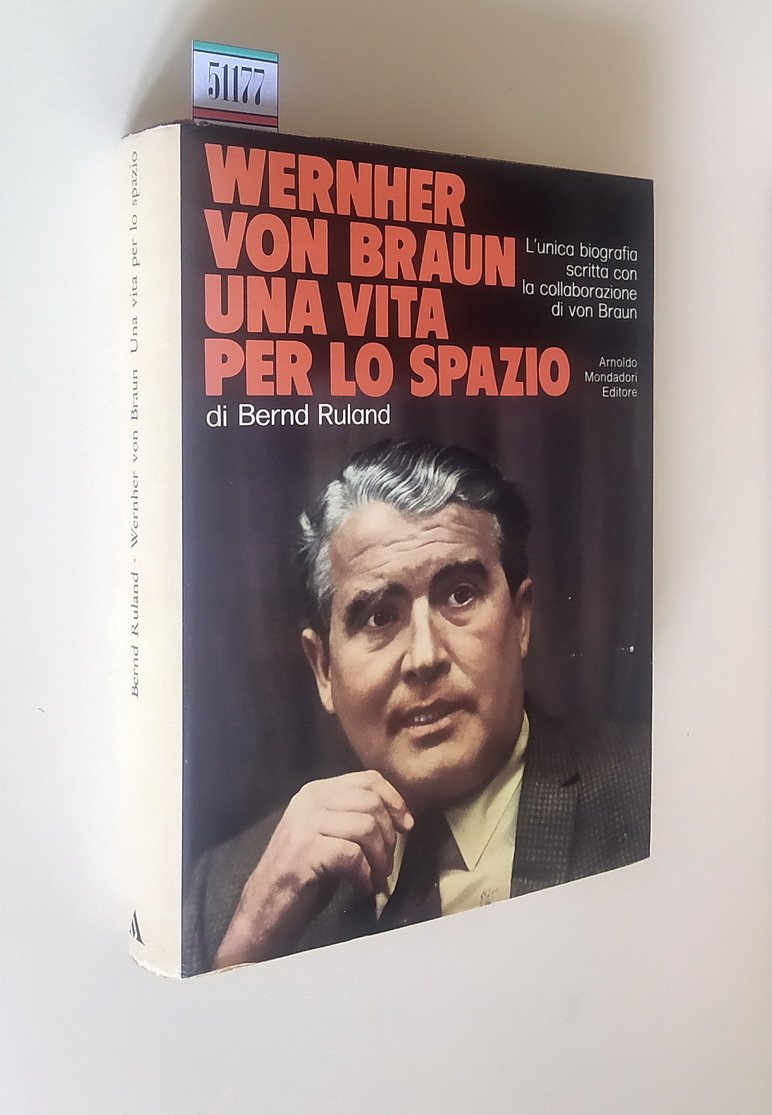 51177
WERNHER
VON BRAUN
UNA VITA
PER LO SPAZIO
di Bernd Ruland
L'unica biografia
scritta con
la collaborazione
di von Braun
Arnoldo
Mondadori
Editore
Bernd Ruland - Wernher von Braun Una vita per lo spazio